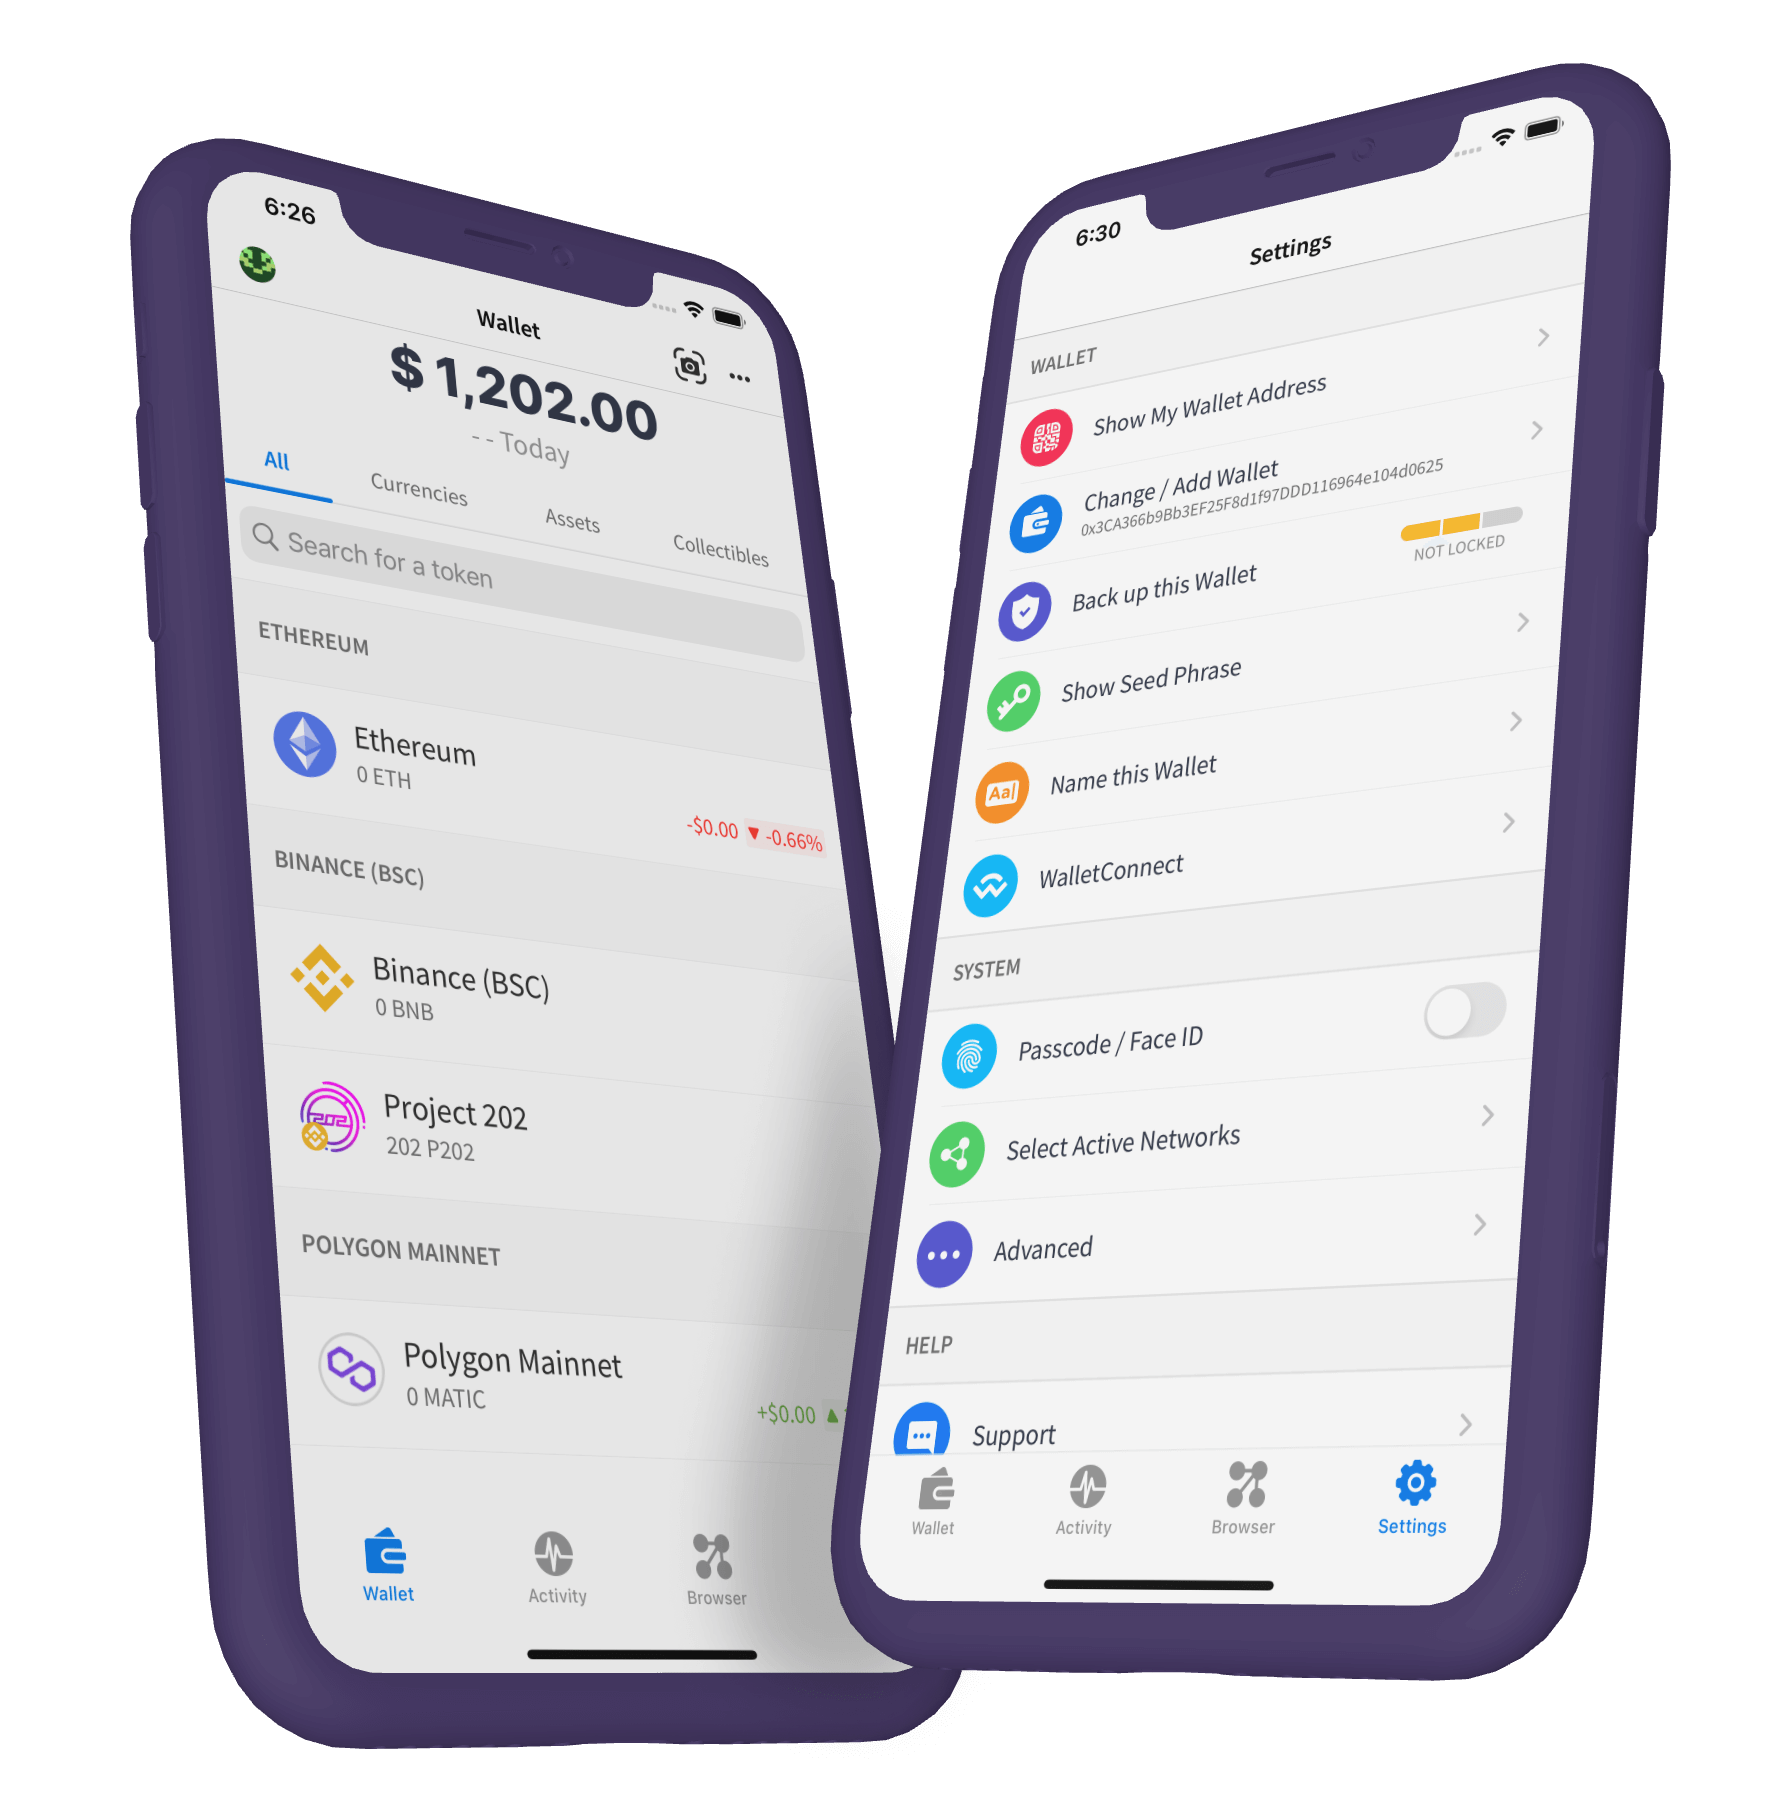 6:26
Wallet
$ 1,202.00
- - Today
All
Currencies
Assets
Collectibles
Search for a token
ETHEREUM
Ethereum
0 ETH
-$0.00 ▼ -0.66%
BINANCE (BSC)
Binance (BSC)
0 BNB
202
Project 202
202 P202
POLYGON MAINNET
Polygon Mainnet
0 MATIC
+$0.00 ▲
Wallet
Activity
Browser
6:30
Settings
WALLET
Show My Wallet Address
Change / Add Wallet
0x3CA366b9Bb3EF25F8d1f97DDD116964e104d0625
Back up this Wallet
NOT LOCKED
Show Seed Phrase
Aa
Name this Wallet
WalletConnect
SYSTEM
Passcode / Face ID
Select Active Networks
Advanced
HELP
Support
Wallet
Activity
Browser
Settings